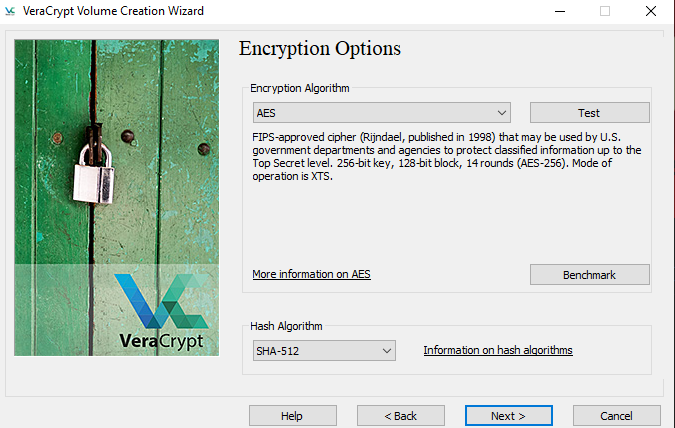 VeraCrypt Volume Creation Wizard
Encryption Options
Encryption Algorithm
AES
Test
FIPS-approved cipher (Rijndael, published in 1998) that may be used by U.S.
government departments and agencies to protect classified information up to the
Top Secret level. 256-bit key, 128-bit block, 14 rounds (AES-256). Mode of
operation is XTS.
More information on AES
Benchmark
VeraCrypt
Hash Algorithm
SHA-512
Information on hash algorithms
Help
< Back
Next >
Cancel